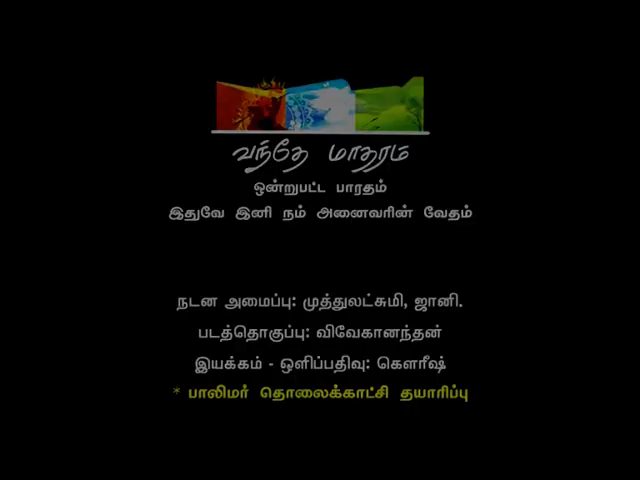 வந்தே மாதரம்
ஒன்றுபட்ட பாரதம்
இதுவே இனி நம் அனைவரின் வேதம்
நடன அமைப்பு: முத்துலட்சுமி, ஜானி.
படத்தொகுப்பு: விவேகானந்தன்
இயக்கம் - ஒளிப்பதிவு: கௌரீஷ்
* பாலிமர் தொலைக்காட்சி தயாரிப்பு